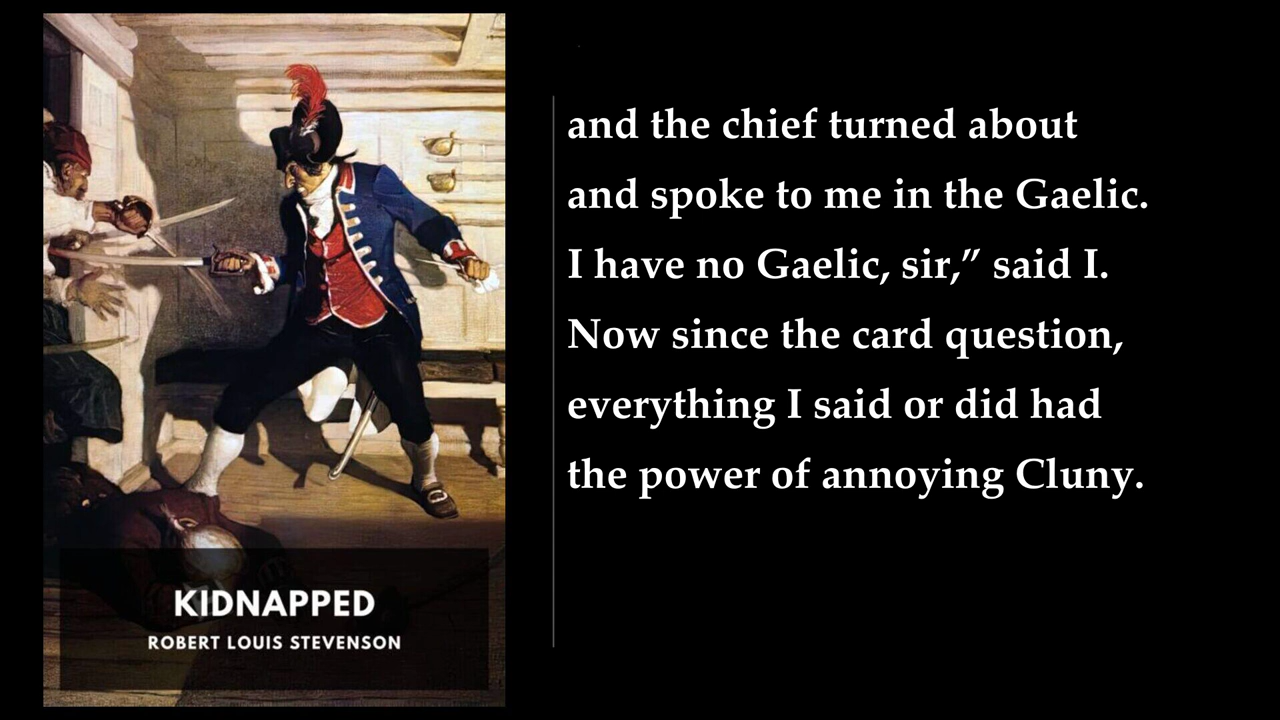 and the chief turned about
and spoke to me in the Gaelic.
I have no Gaelic, sir,” said I.
Now since the card question,
everything I said or did had
the power of annoying Cluny.
KIDNAPPED
ROBERT LOUIS STEVENSON